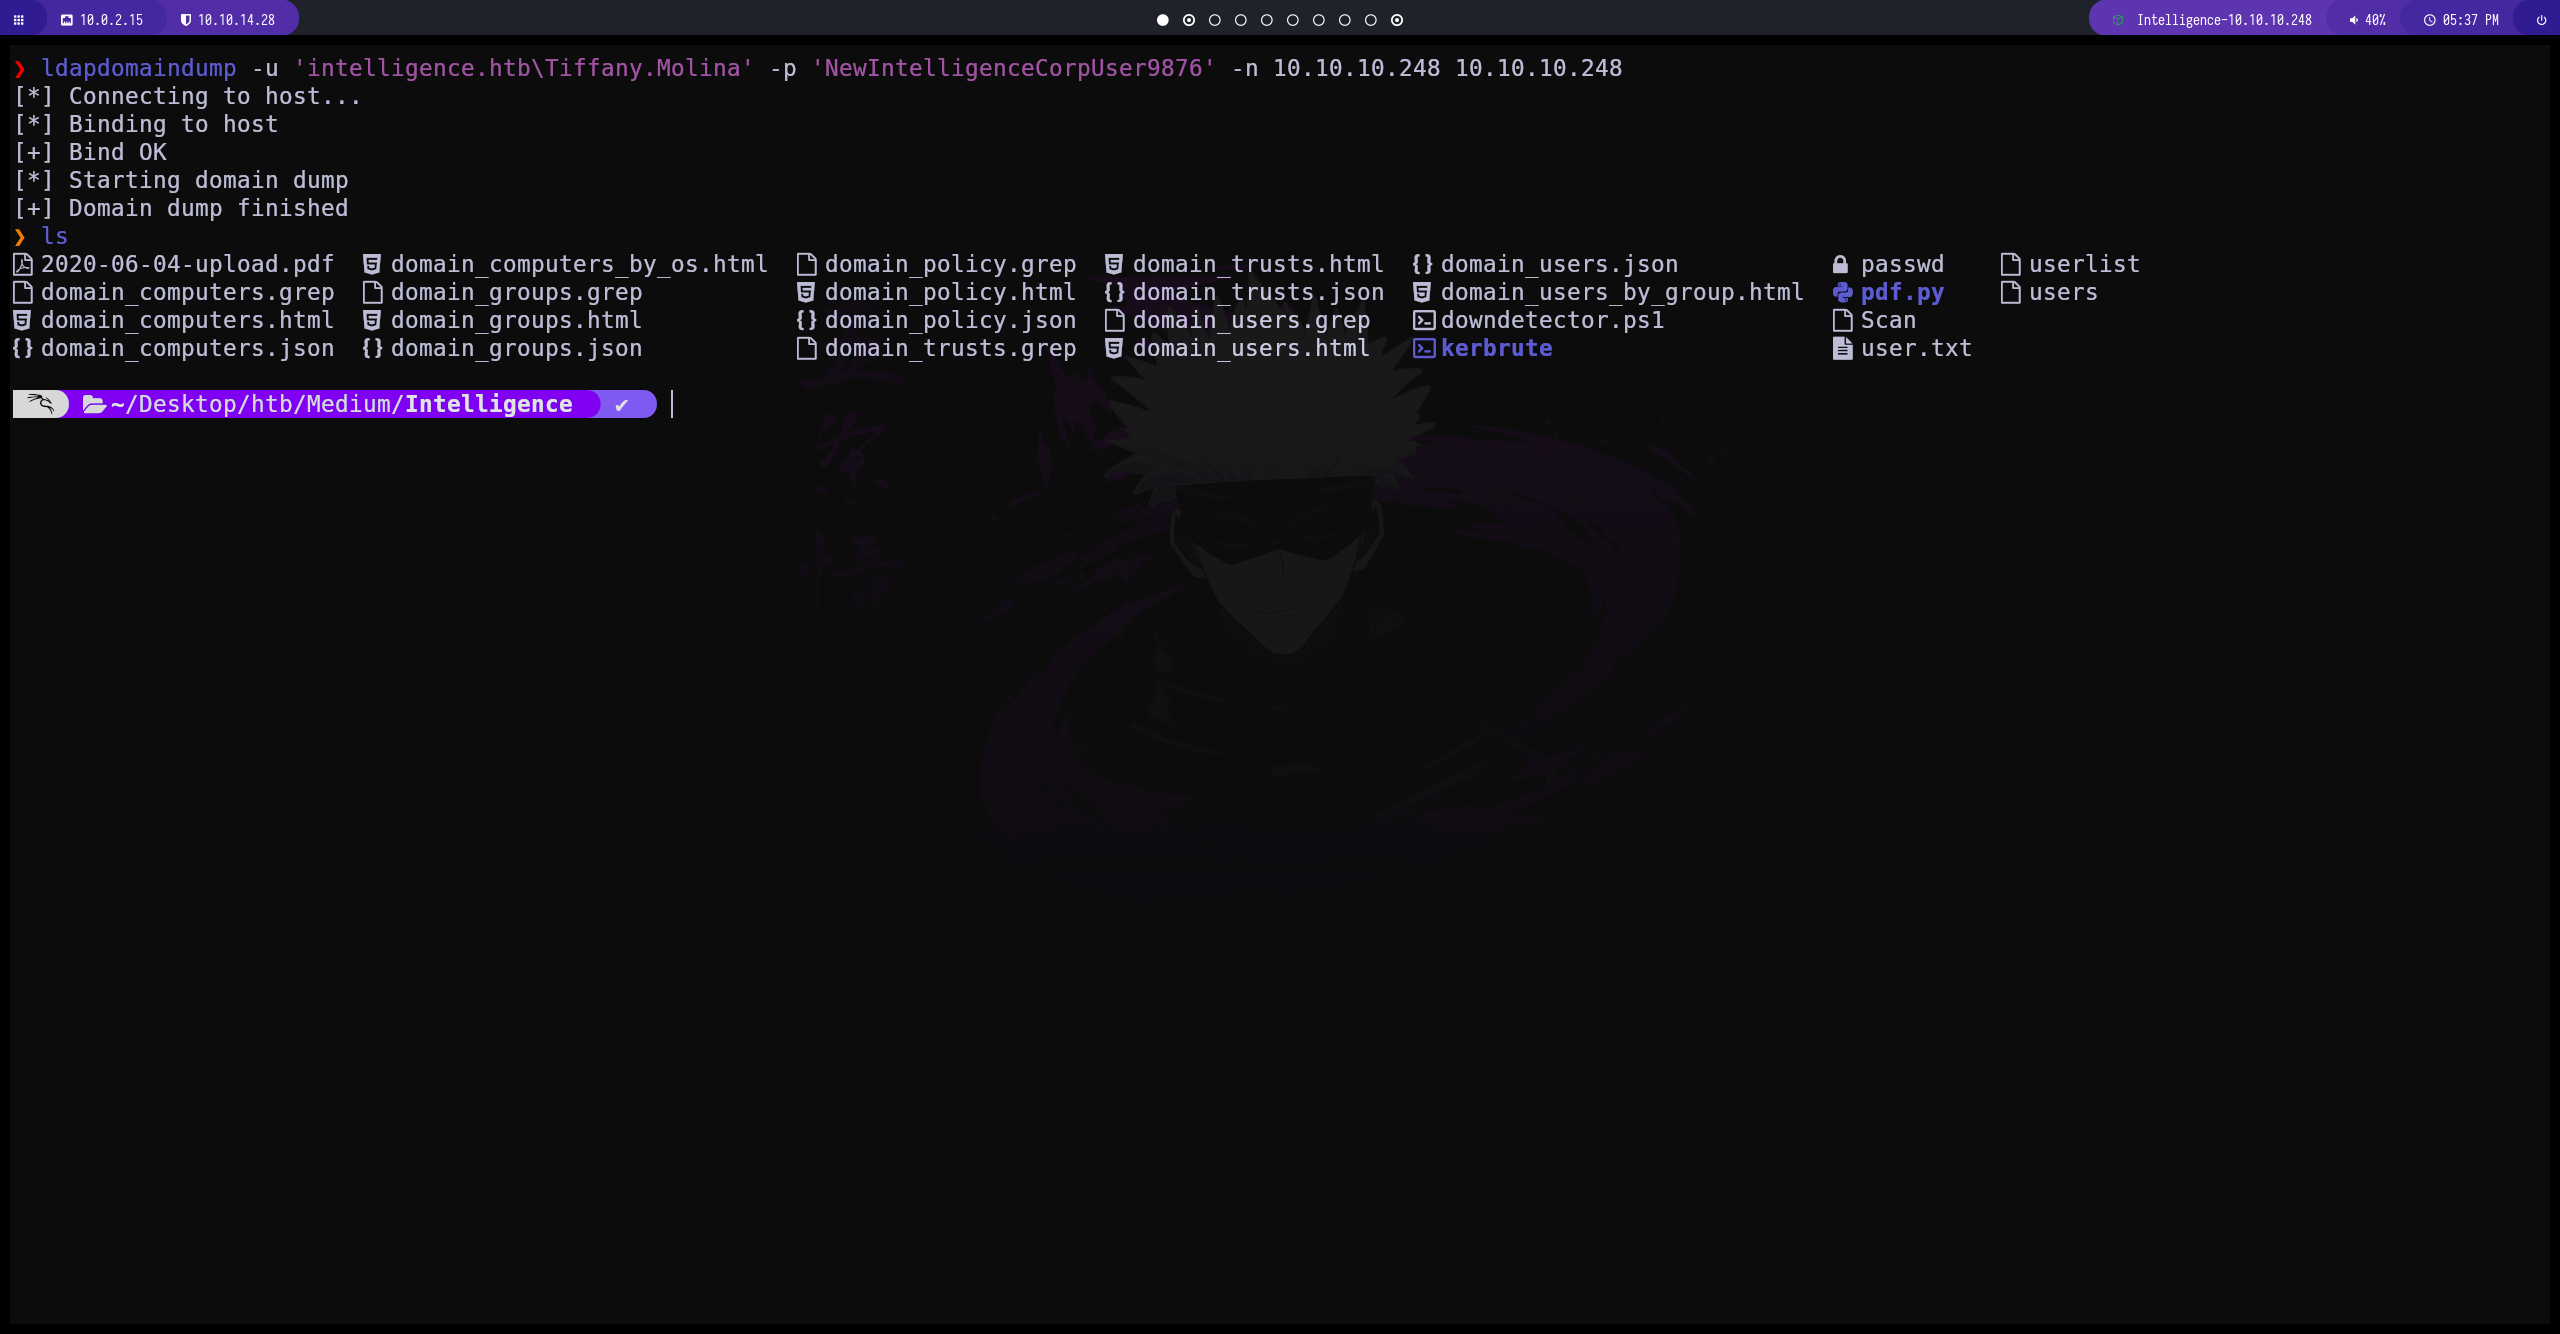 10.0.2.15 10.10.14.28 Intelligence-10.10.10.248 40% 05:37 PM
❯ ldapdomaindump -u 'intelligence.htb\Tiffany.Molina' -p 'NewIntelligenceCorpUser9876' -n 10.10.10.248 10.10.10.248
[*] Connecting to host...
[*] Binding to host
[+] Bind OK
[*] Starting domain dump
[+] Domain dump finished
❯ ls
2020-06-04-upload.pdf domain_computers_by_os.html domain_policy.grep domain_trusts.html domain_users.json passwd userlist
domain_computers.grep domain_groups.grep domain_policy.html domain_trusts.json domain_users_by_group.html pdf.py users
domain_computers.html domain_groups.html domain_policy.json domain_users.grep downdetector.ps1 Scan
domain_computers.json domain_groups.json domain_trusts.grep domain_users.html kerbrute user.txt
~/Desktop/htb/Medium/Intelligence ✔